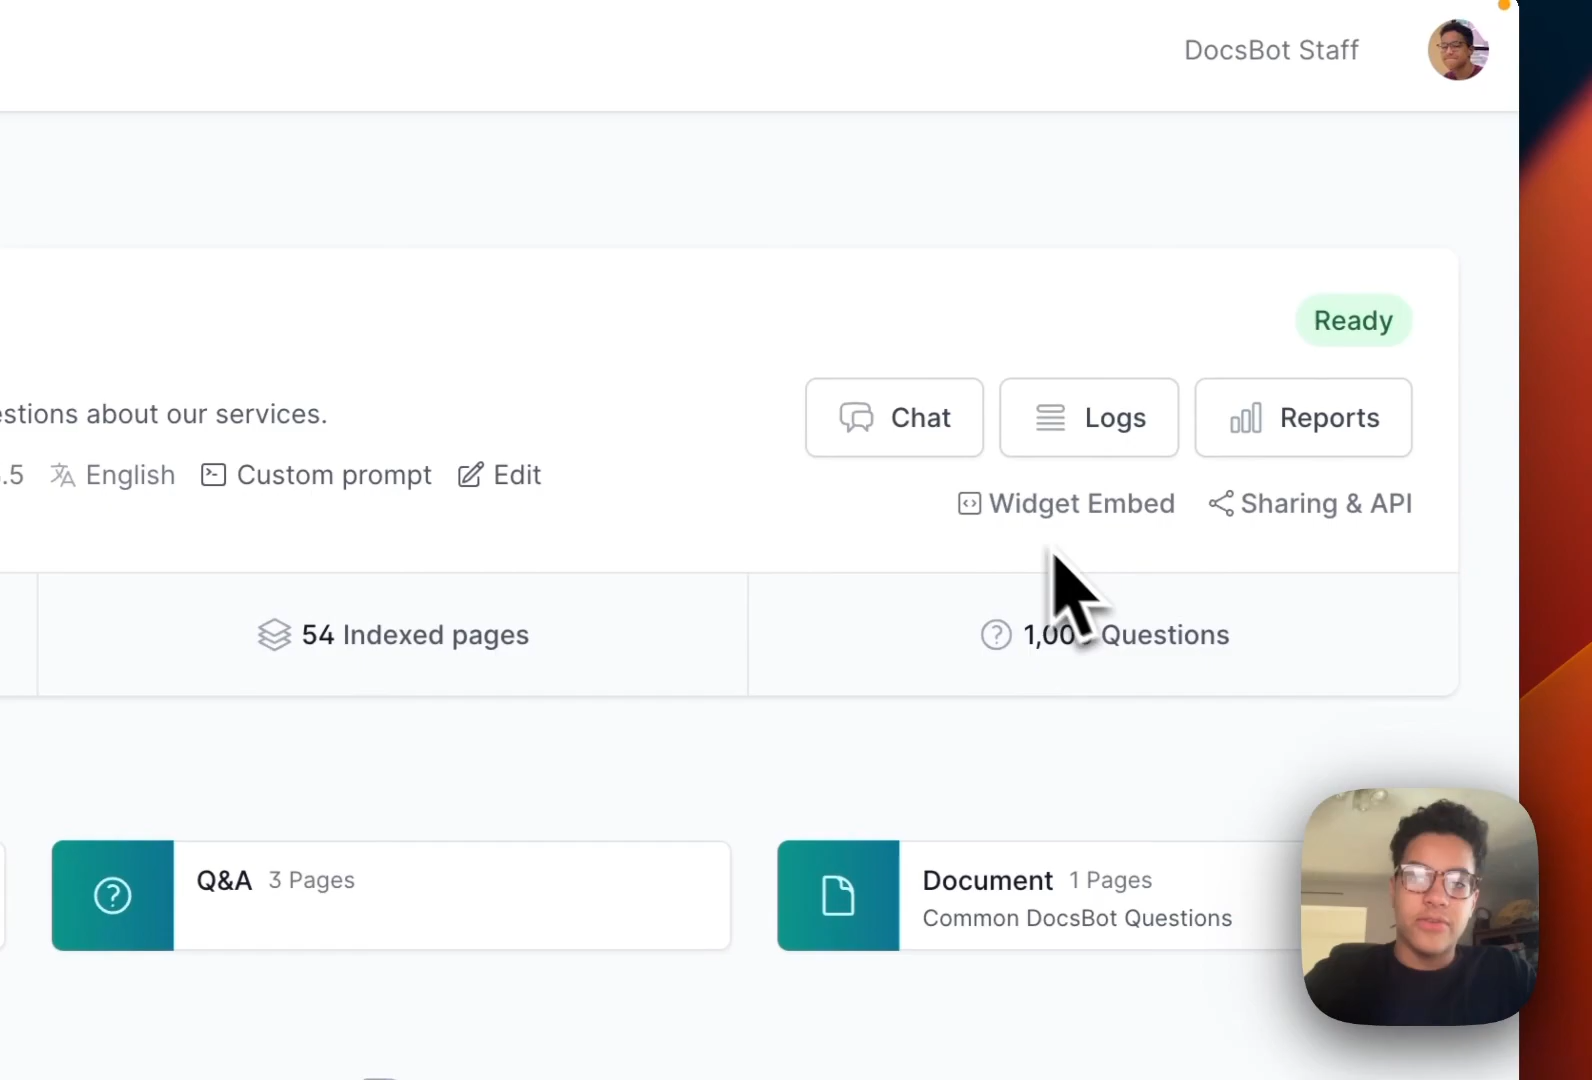 DocsBot Staff
Ready
estions about our services.
Chat
Logs
Reports
.5
English
Custom prompt
Edit
Widget Embed
Sharing & API
54 Indexed pages
Questions
Q&A 3 Pages
Document 1 Pages
Common DocsBot Questions